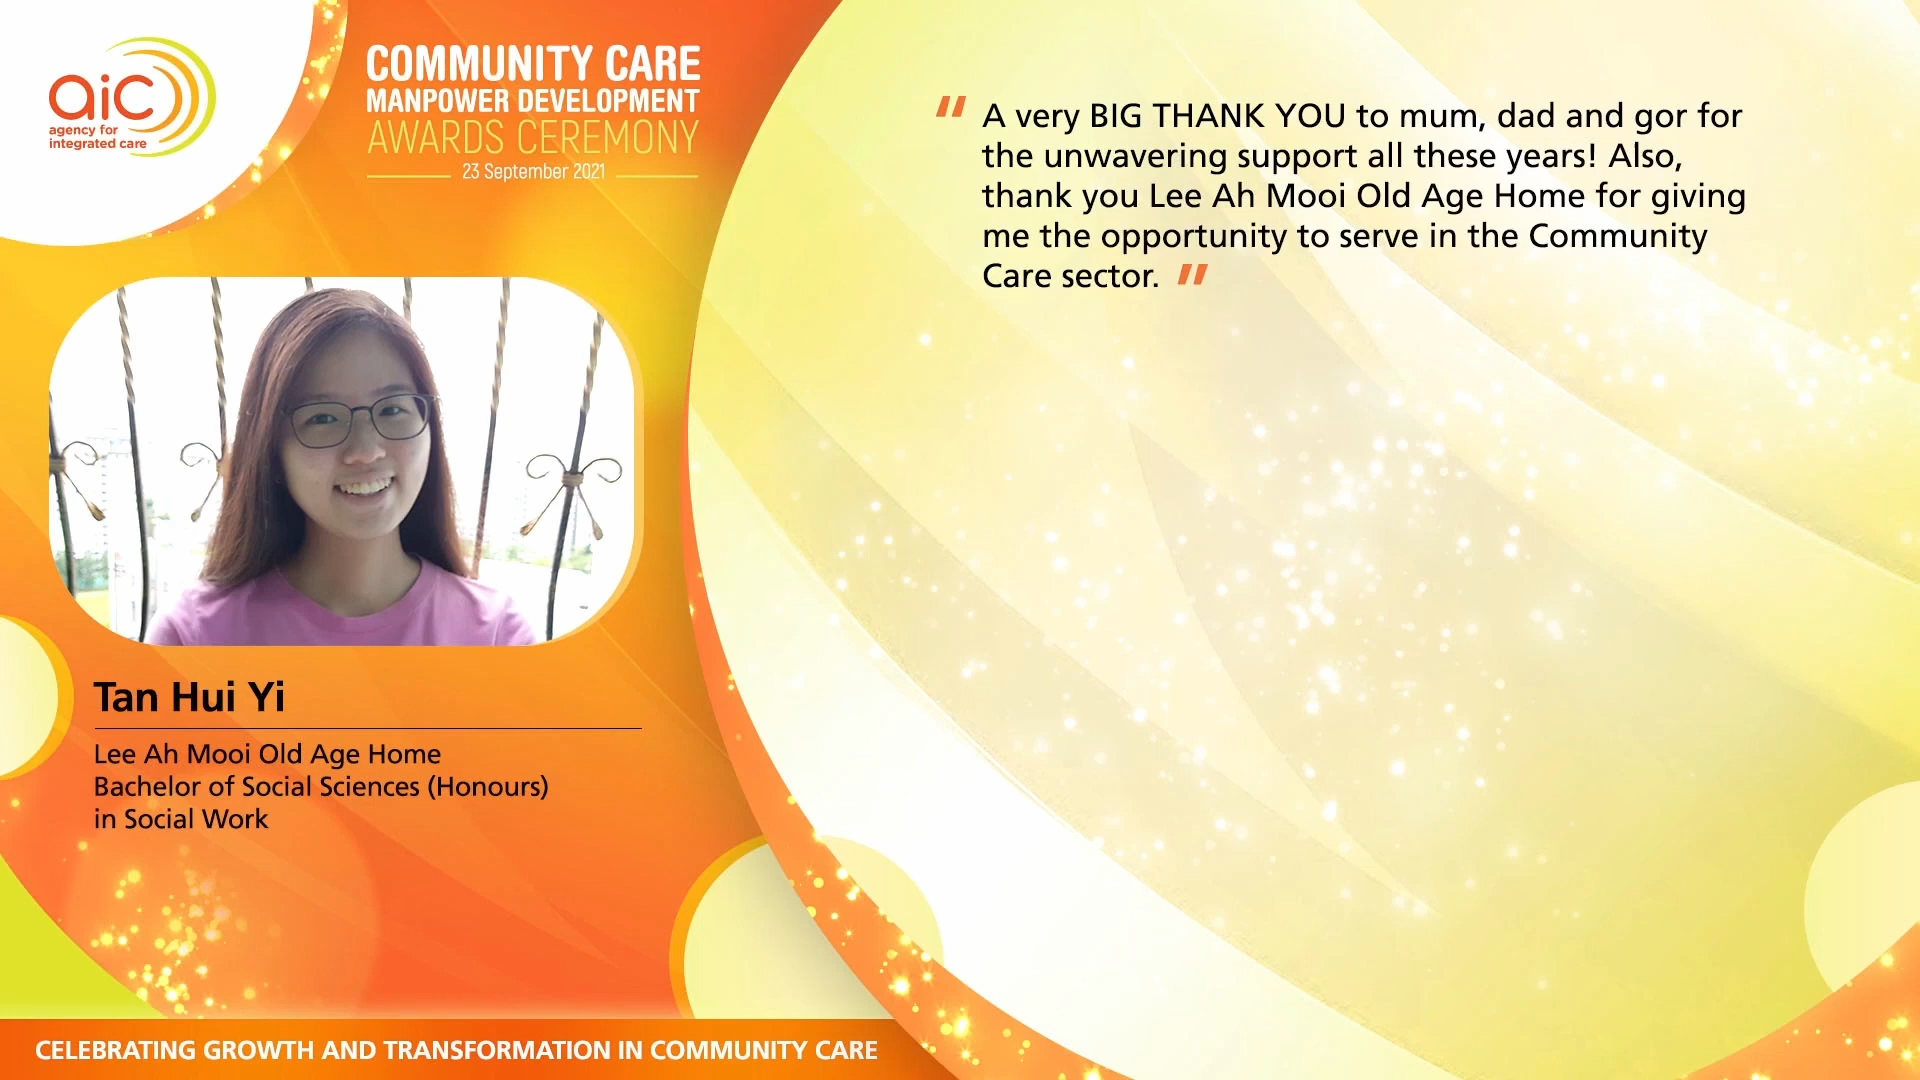 aic
agency for
integrated care
COMMUNITY CARE
MANPOWER DEVELOPMENT
AWARDS CEREMONY
23 September 2021
" A very BIG THANK YOU to mum, dad and gor for
the unwavering support all these years! Also,
thank you Lee Ah Mooi Old Age Home for giving
me the opportunity to serve in the Community
Care sector. "
Tan Hui Yi
Lee Ah Mooi Old Age Home
Bachelor of Social Sciences (Honours)
in Social Work
CELEBRATING GROWTH AND TRANSFORMATION IN COMMUNITY CARE